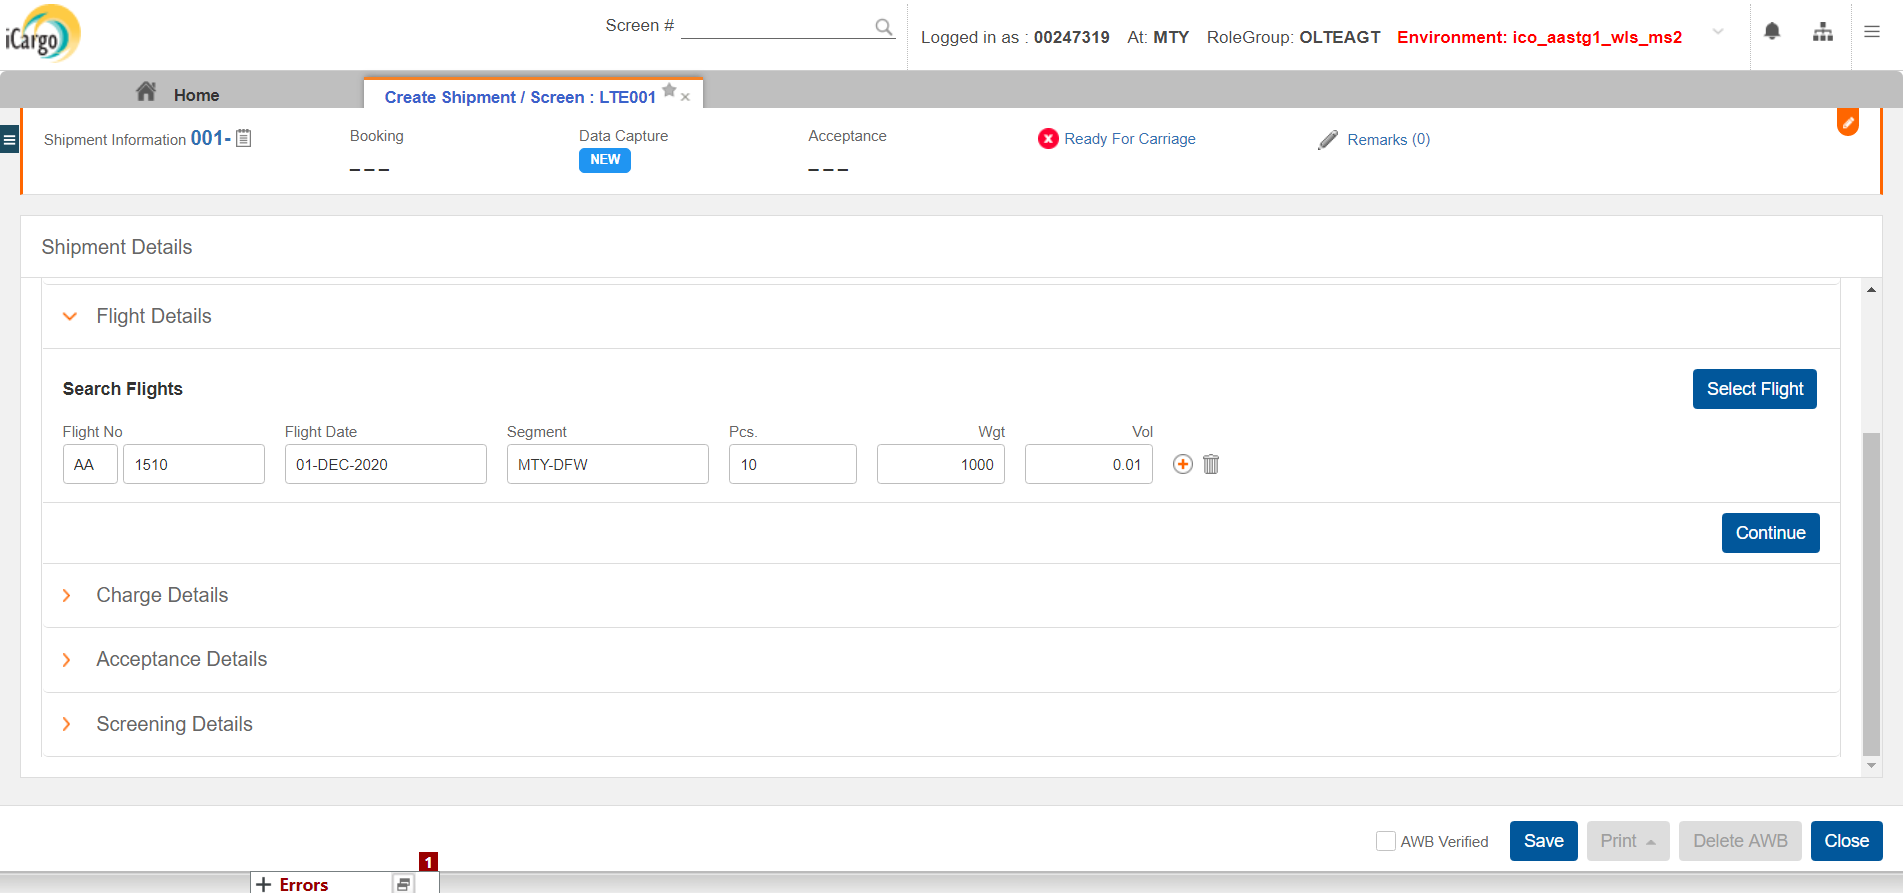 iCargo
Screen #
Logged in as : 00247319 At: MTY RoleGroup: OLTEAGT Environment: ico_aastg1_wls_ms2
Home
Create Shipment / Screen : LTE001
Shipment Information 001-
Booking
Data Capture
Acceptance
Ready For Carriage
Remarks (0)
---
NEW
---
Shipment Details
Flight Details
Search Flights
Select Flight
Flight No
Flight Date
Segment
Pcs.
Wgt
Vol
AA 1510 01-DEC-2020 MTY-DFW 10 1000 0.01
Continue
Charge Details
Acceptance Details
Screening Details
AWB Verified
Save
Print
Delete AWB
Close
1
Errors